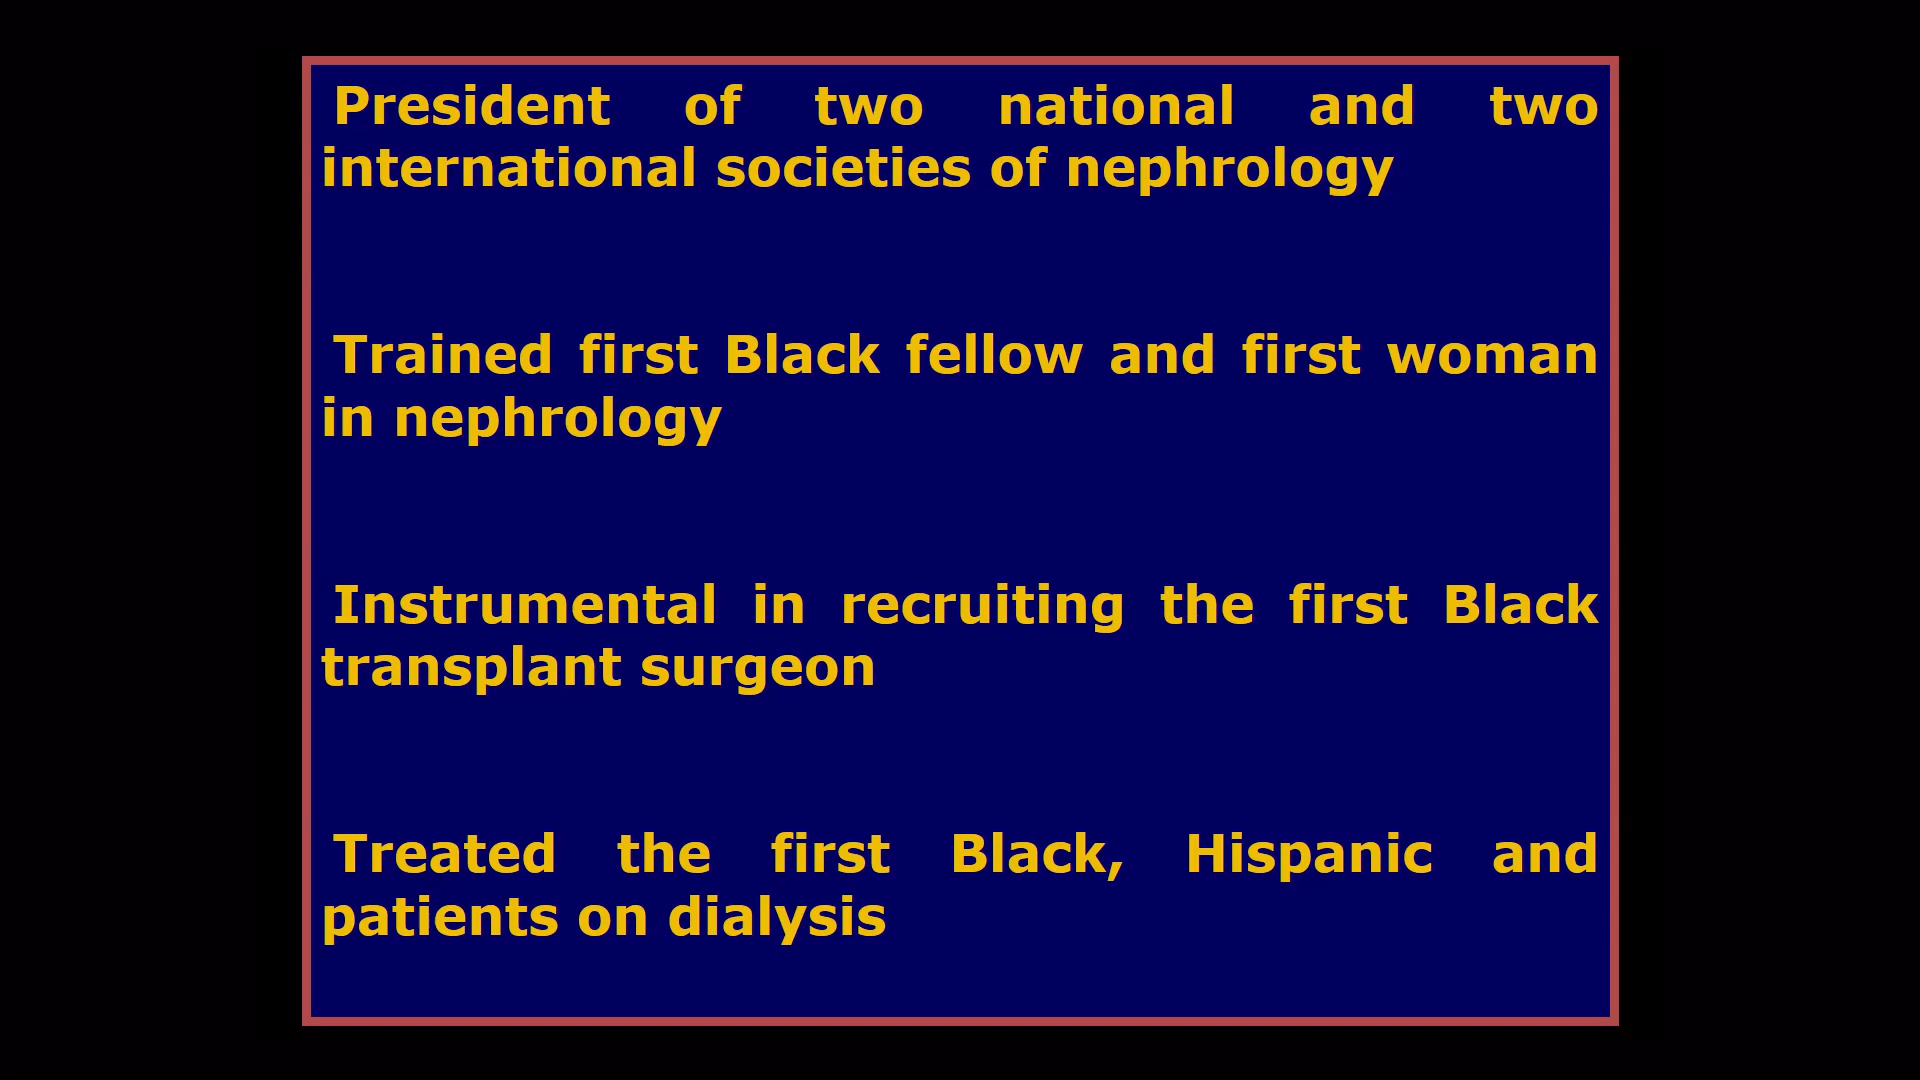 President of two national and two
international societies of nephrology
Trained first Black fellow and first woman
in nephrology
Instrumental in recruiting the first Black
transplant surgeon
Treated the first Black, Hispanic and
patients on dialysis